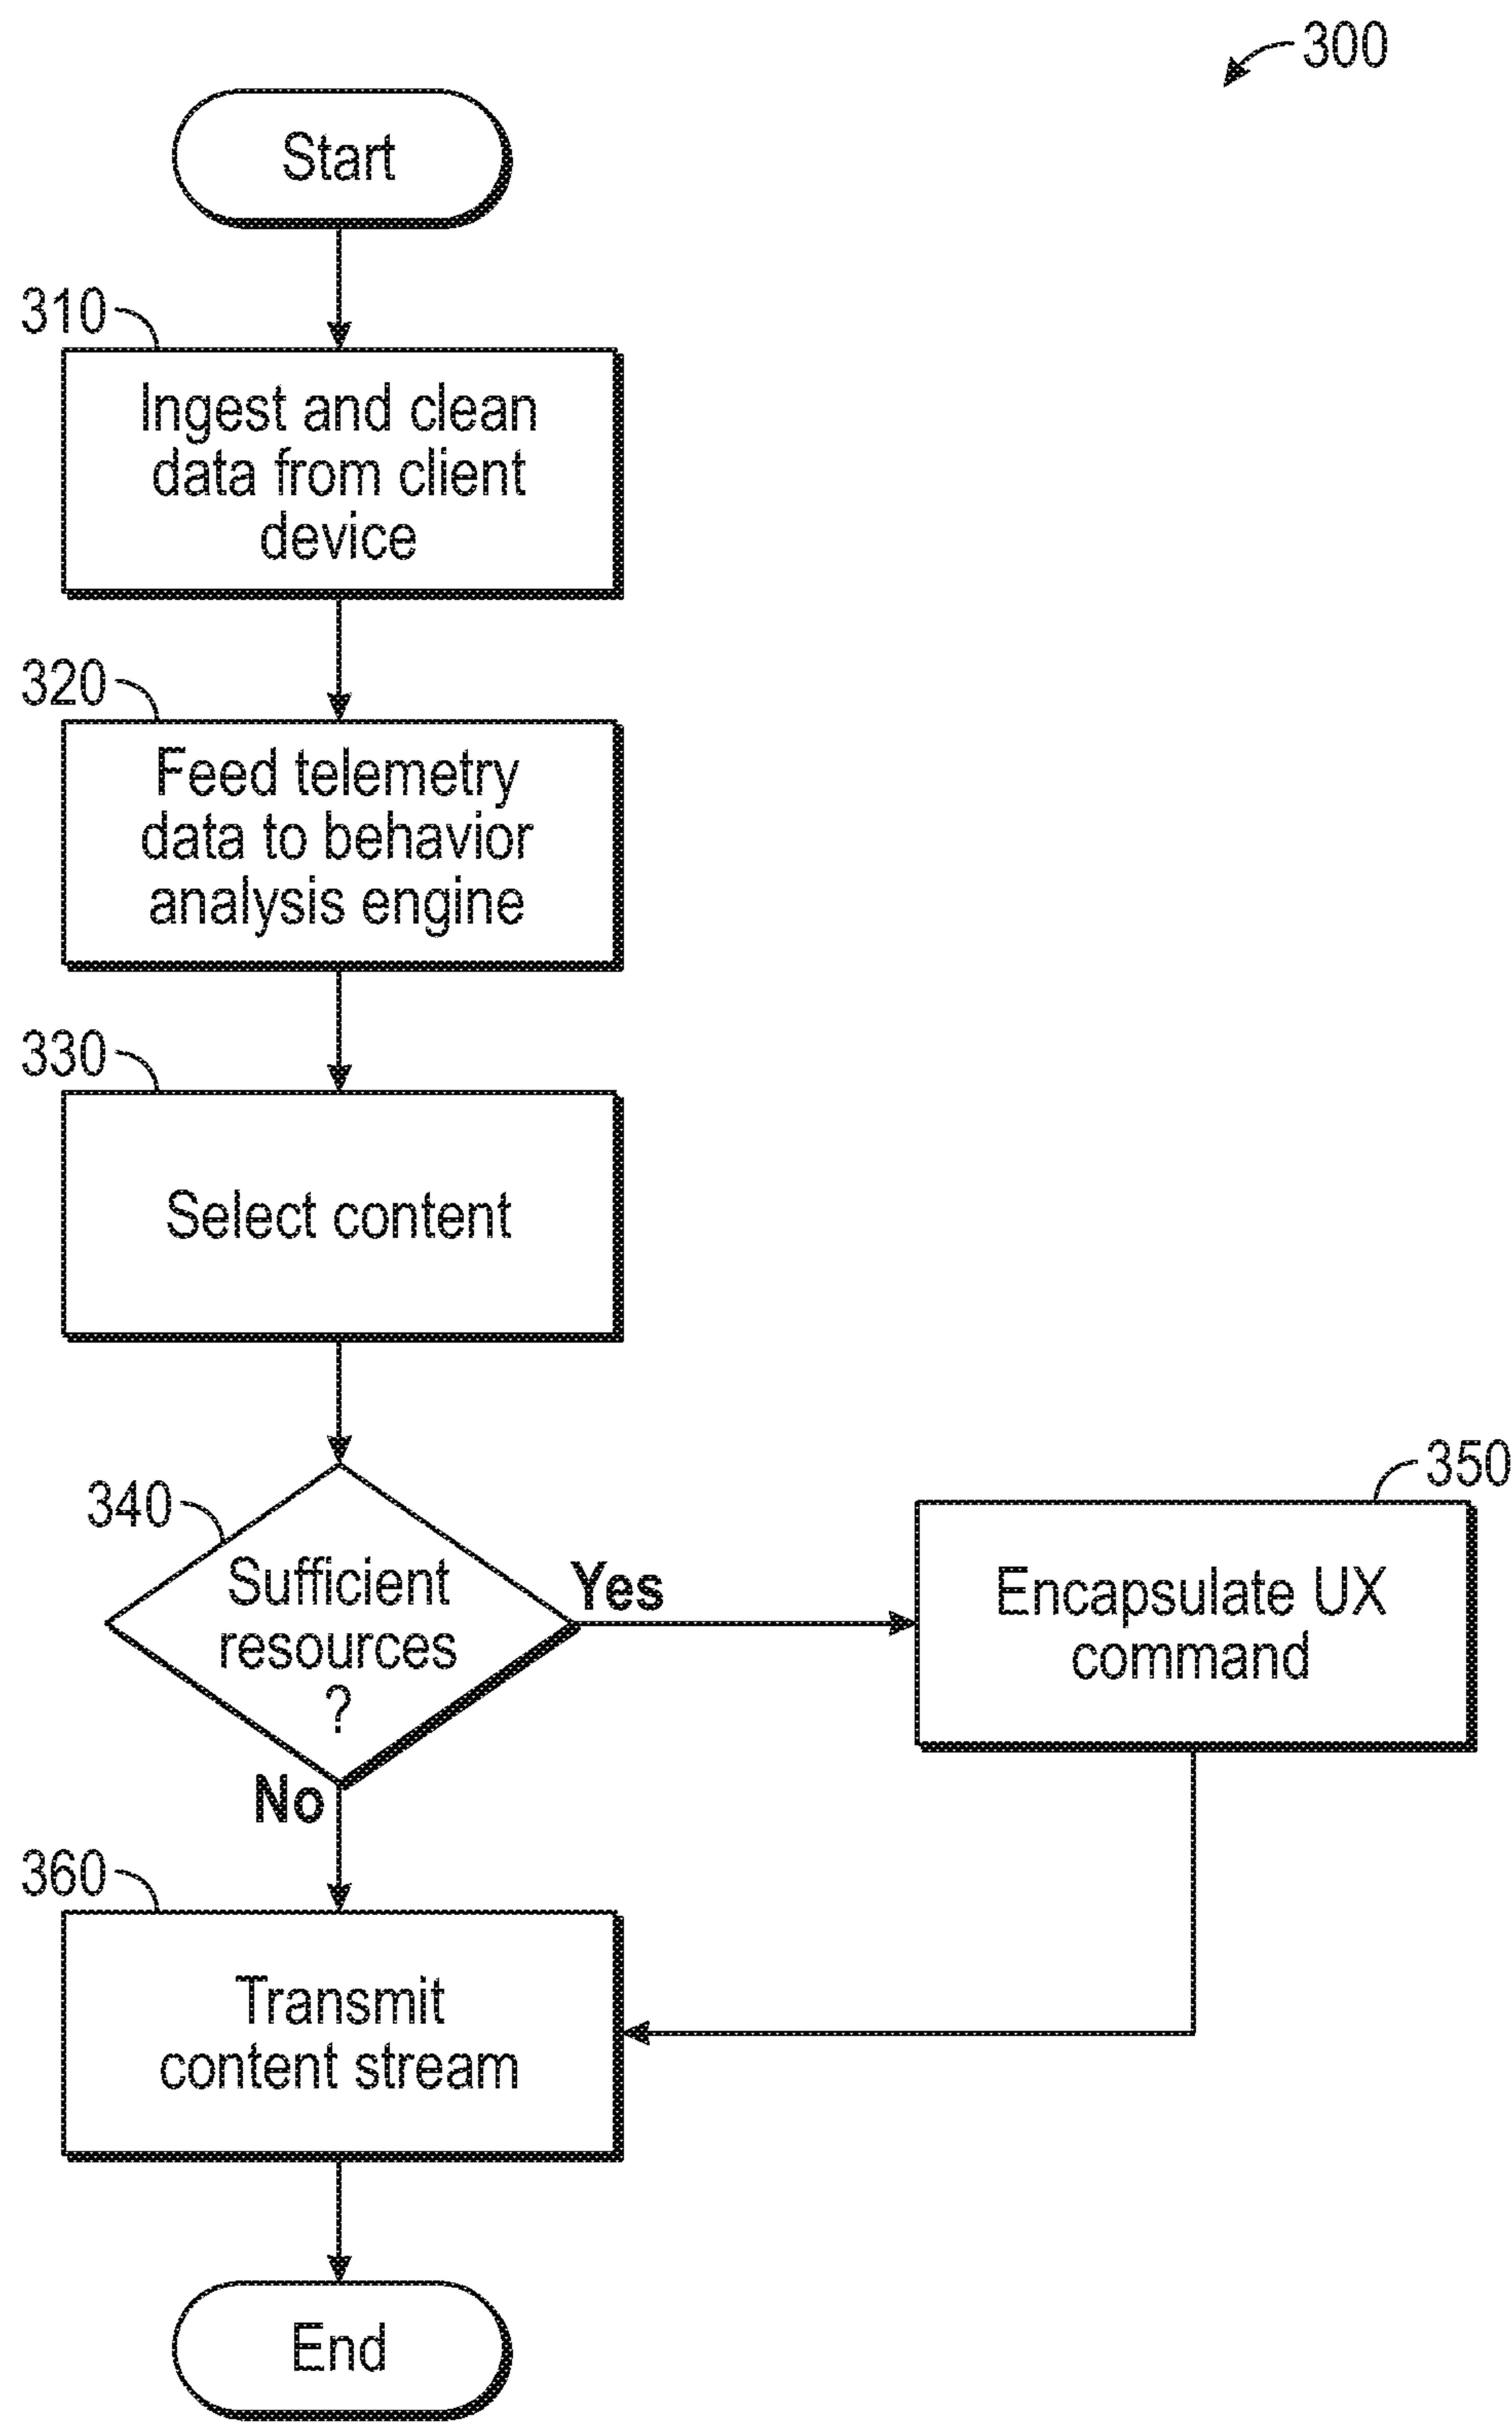 300
Start
310
Ingest and clean
data from client
device
320
Feed telemetry
data to behavior
analysis engine
330
Select content
340
Sufficient
resources
?
Yes
350
Encapsulate UX
command
No
360
Transmit
content stream
End